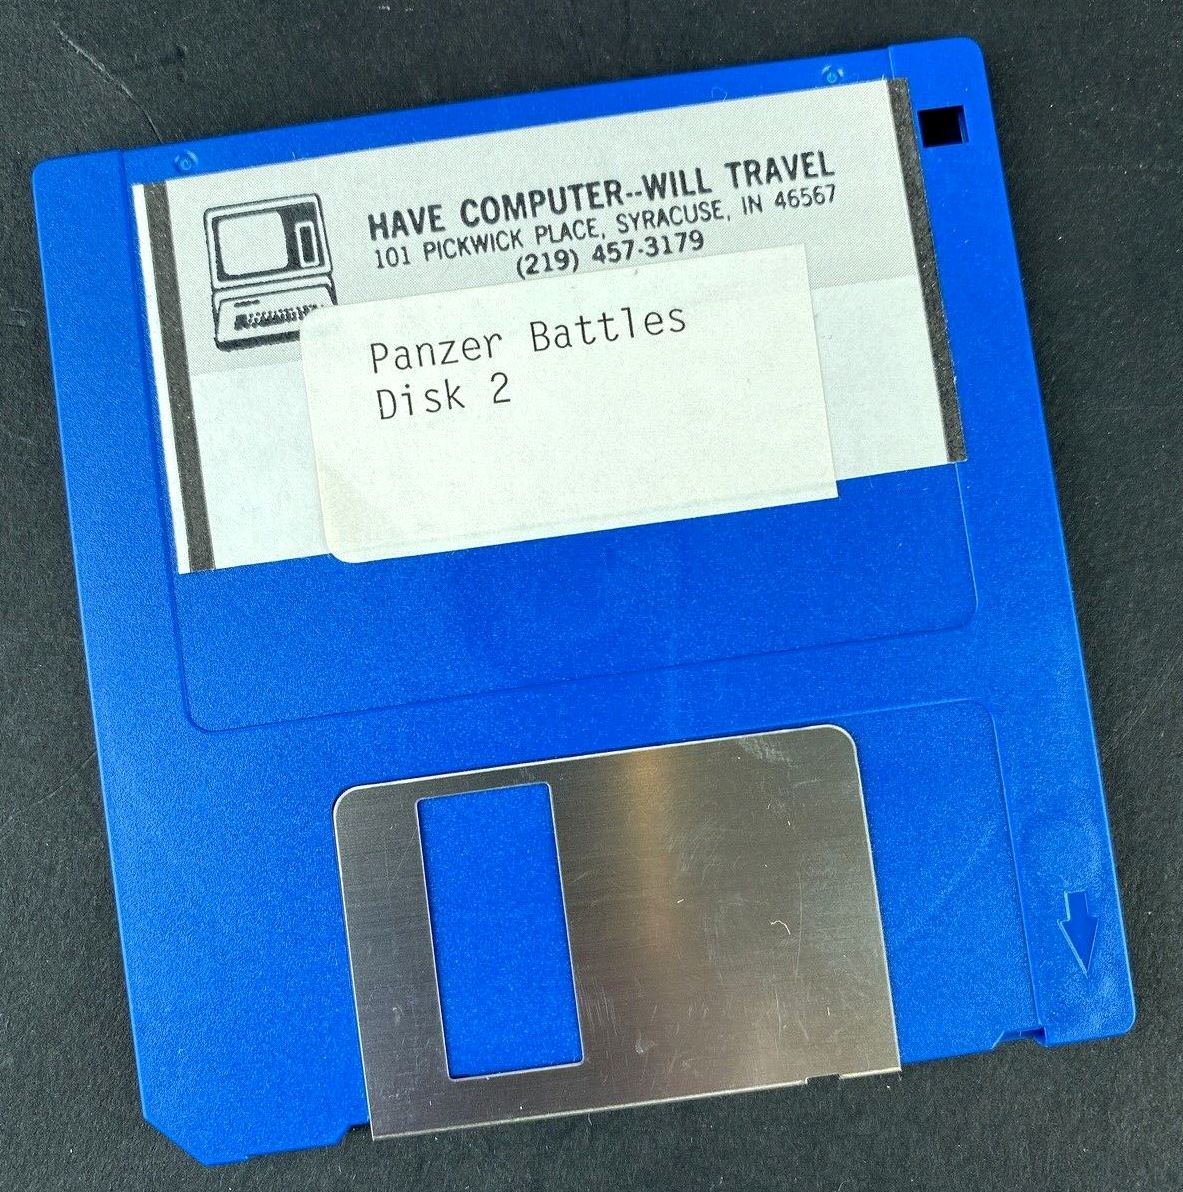 HAVE COMPUTER--WILL TRAVEL
101 PICKWICK PLACE, SYRACUSE, IN 46567
(219) 457-3179
Panzer Battles
Disk 2